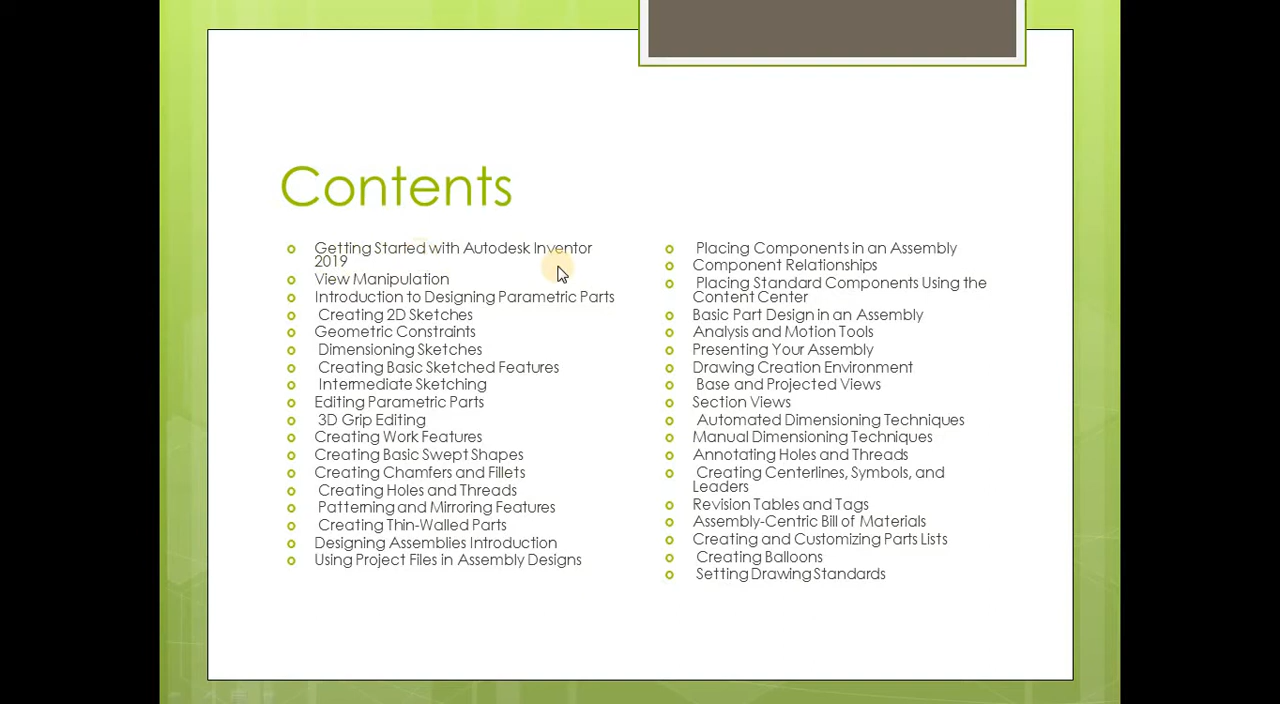 Contents
Getting Started with Autodesk Inventor
2019
View Manipulation
Introduction to Designing Parametric Parts
Creating 2D Sketches
Geometric Constraints
Dimensioning Sketches
Creating Basic Sketched Features
Intermediate Sketching
Editing Parametric Parts
3D Grip Editing
Creating Work Features
Creating Basic Swept Shapes
Creating Chamfers and Fillets
Creating Holes and Threads
Patterning and Mirroring Features
Creating Thin-Walled Parts
Designing Assemblies Introduction
Using Project Files in Assembly Designs
Placing Components in an Assembly
Component Relationships
Placing Standard Components Using the
Content Center
Basic Part Design in an Assembly
Analysis and Motion Tools
Presenting Your Assembly
Drawing Creation Environment
Base and Projected Views
Section Views
Automated Dimensioning Techniques
Manual Dimensioning Techniques
Annotating Holes and Threads
Creating Centerlines, Symbols, and
Leaders
Revision Tables and Tags
Assembly-Centric Bill of Materials
Creating and Customizing Parts Lists
Creating Balloons
Setting Drawing Standards